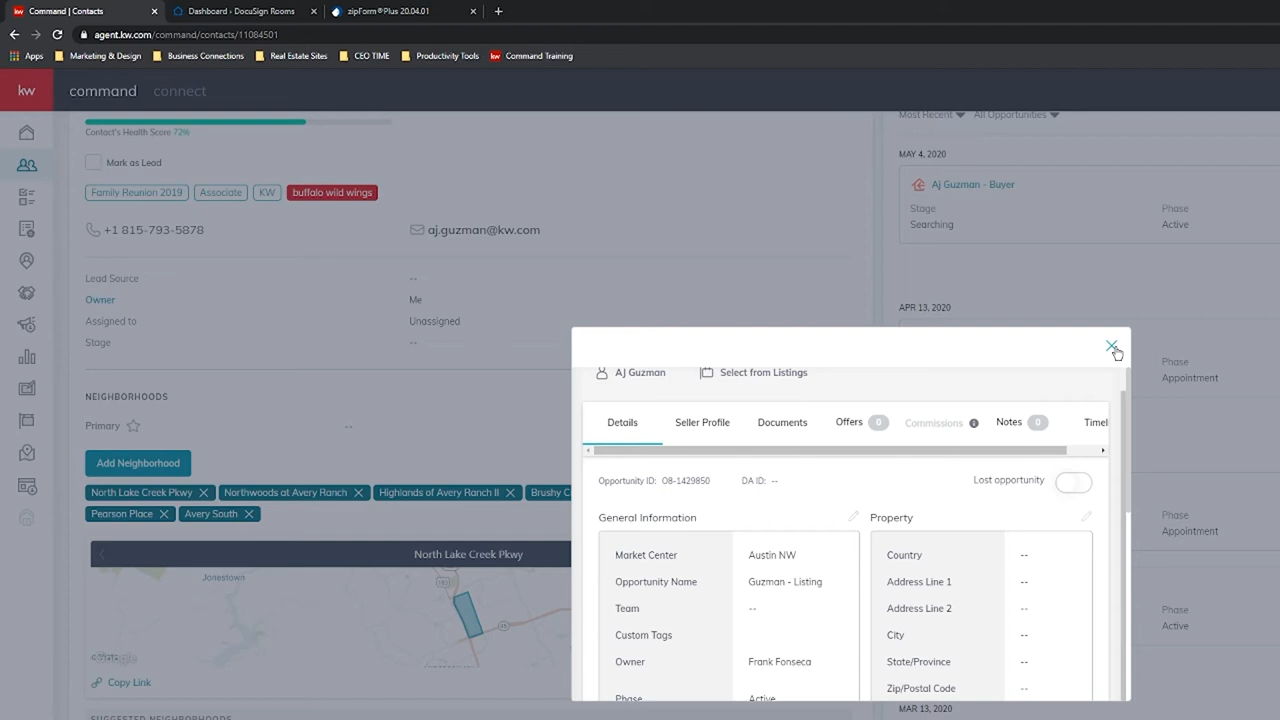 Command | Contacts
Dashboard › DocuSign Rooms
zipForm®Plus 20.04.01
agent.kw.com/command/contacts/11084501
Apps
Marketing & Design
Business Connections
Real Estate Sites
CEO TIME
Productivity Tools
Command Training
kw
command
connect
Contact's Health Score 72%
Most Recent
All Opportunities
Mark as Lead
MAY 4, 2020
Family Reunion 2019
Associate
KW
buffalo wild wings
Aj Guzman - Buyer
Stage
Phase
Searching
Active
+1 815-793-5878
aj.guzman@kw.com
Lead Source
--
Owner
Me
Assigned to
Unassigned
Stage
--
APR 13, 2020
Phase
Appointment
NEIGHBORHOODS
Primary
--
Add Neighborhood
North Lake Creek Pkwy
Northwoods at Avery Ranch
Highlands of Avery Ranch II
Brushy C
Pearson Place
Avery South
North Lake Creek Pkwy
Jonestown
183
35
Google
Copy Link
SUGGESTED NEIGHBORHOODS
AJ Guzman
Select from Listings
Details
Seller Profile
Documents
Offers 0
Commissions
Notes 0
Timel
Opportunity ID: O8-1429850
DA ID: --
Lost opportunity
General Information
Property
Market Center
Austin NW
Opportunity Name
Guzman - Listing
Team
--
Custom Tags
Owner
Frank Fonseca
Phase
Active
Country
--
Address Line 1
--
Address Line 2
--
City
--
State/Province
--
Zip/Postal Code
--
Phase
Appointment
Phase
Active
MAR 13, 2020